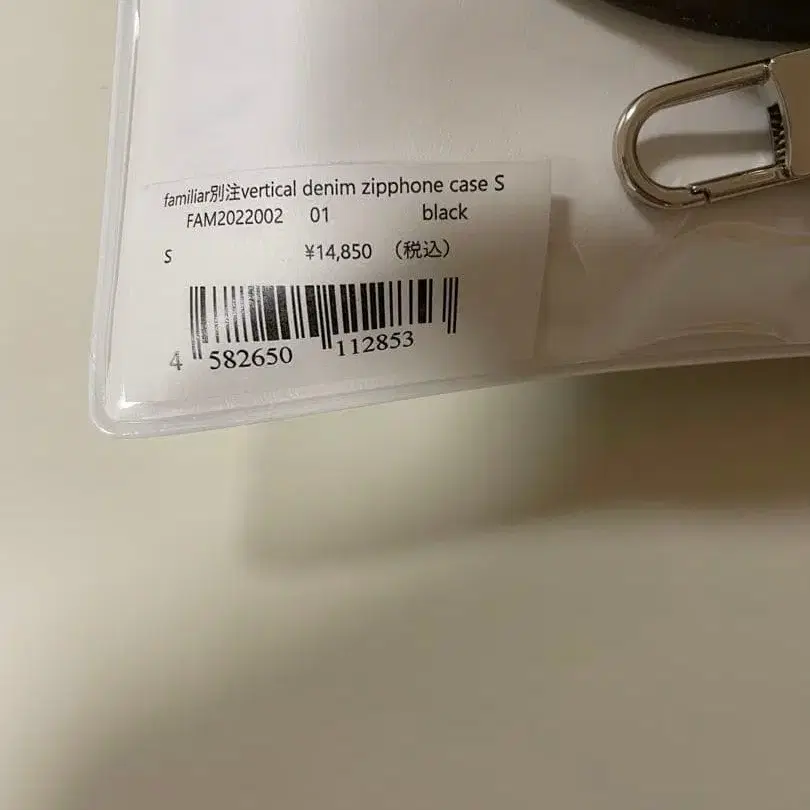 familiar別注vertical denim zipphone case S
FAM2022002 01 black
S ¥14,850 （税込）
4 582650 112853